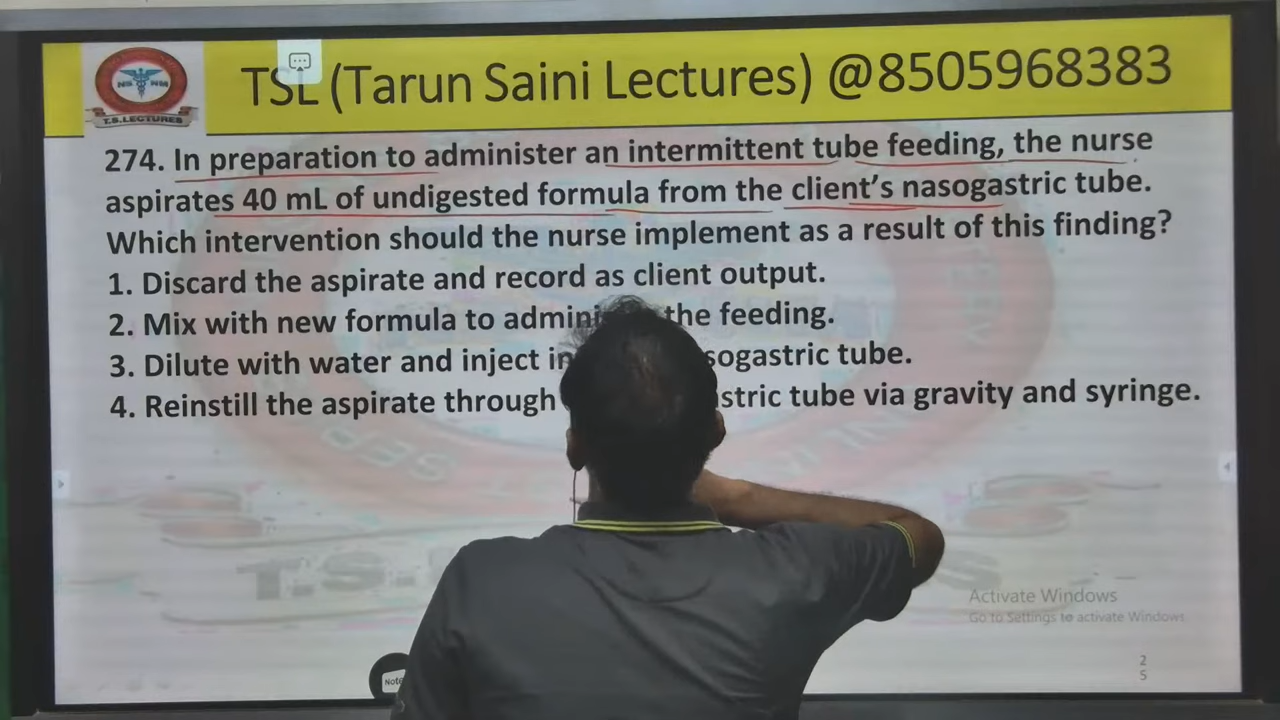 TSL (Tarun Saini Lectures) @8505968383
T.S.LECTURES
274. In preparation to administer an intermittent tube feeding, the nurse
aspirates 40 mL of undigested formula from the client's nasogastric tube.
Which intervention should the nurse implement as a result of this finding?
1. Discard the aspirate and record as client output.
2. Mix with new formula to the feeding.
3. Dilute with water and inject tube.
4. Reinstill the aspirate through tube via gravity and syringe.
Activate Windows
Go to Settings to activate Windows
2
5